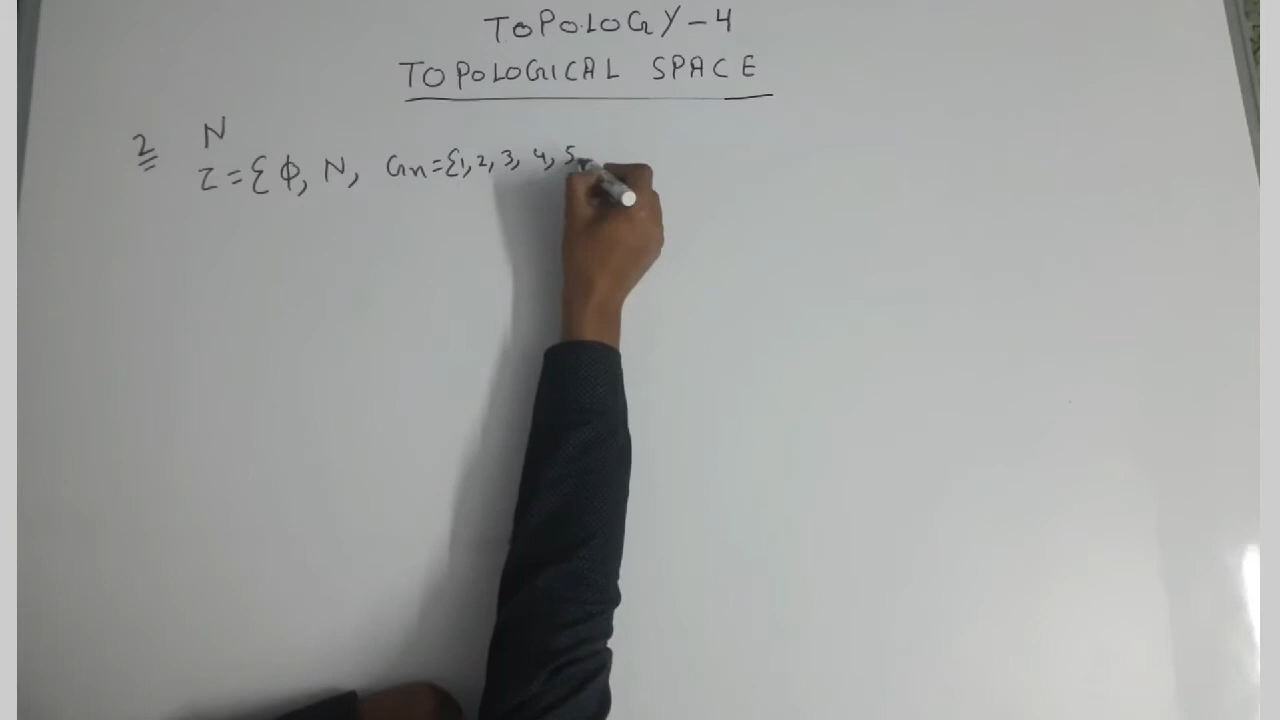 TOPOLOGY-4
TOPOLOGICAL SPACE
2 N
τ={φ, N, Gn={1,2,3,4,5,